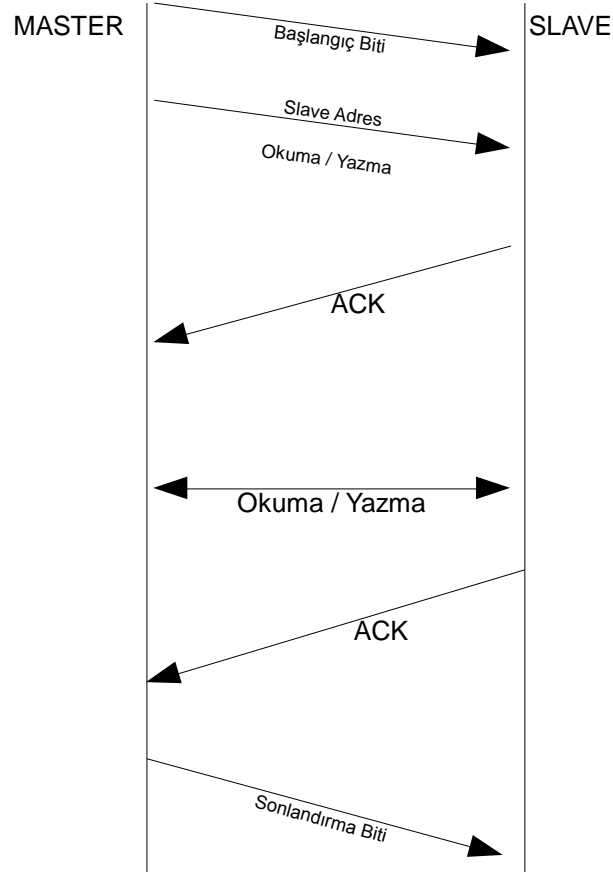 MASTER
SLAVE
Başlangıç Biti
Slave Adres
Okuma / Yazma
ACK
Okuma / Yazma
ACK
Sonlandırma Biti